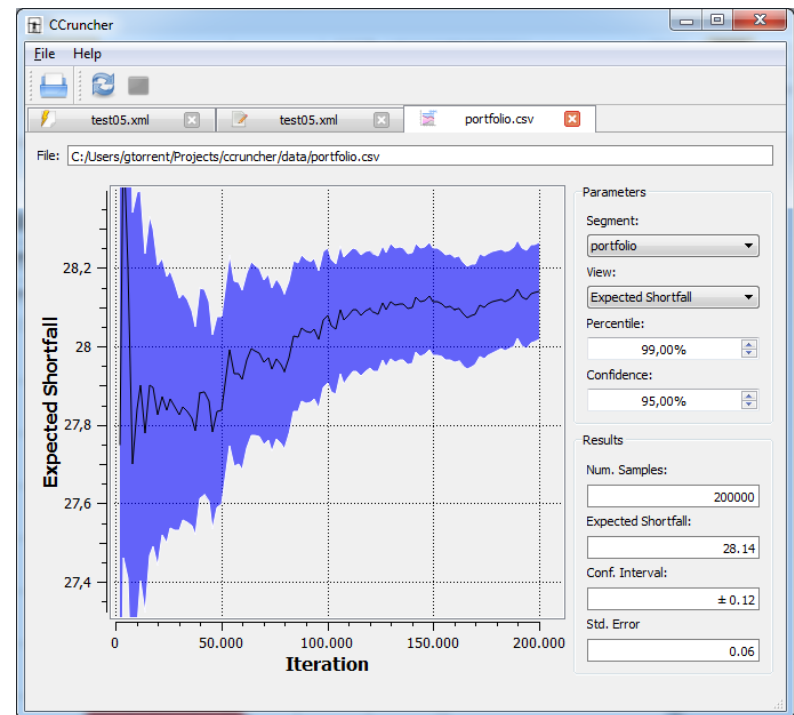 CCruncher
File Help
test05.xml test05.xml portfolio.csv
File: C:/Users/gtorrent/Projects/ccruncher/data/portfolio.csv
Expected Shortfall
28,2
28
27,8
27,6
27,4
0 50.000 100.000 150.000 200.000
Iteration
Parameters
Segment:
portfolio
View:
Expected Shortfall
Percentile:
99,00%
Confidence:
95,00%
Results
Num. Samples:
200000
Expected Shortfall:
28.14
Conf. Interval:
± 0.12
Std. Error
0.06